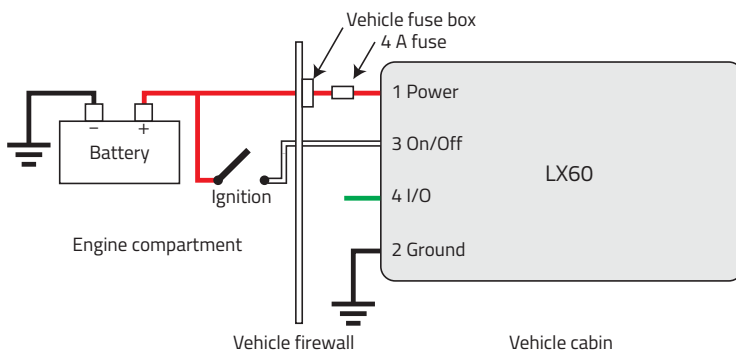 Vehicle fuse box
4 A fuse
1 Power
− +
Battery
3 On/Off
LX60
Ignition
4 I/O
Engine compartment
2 Ground
Vehicle firewall
Vehicle cabin